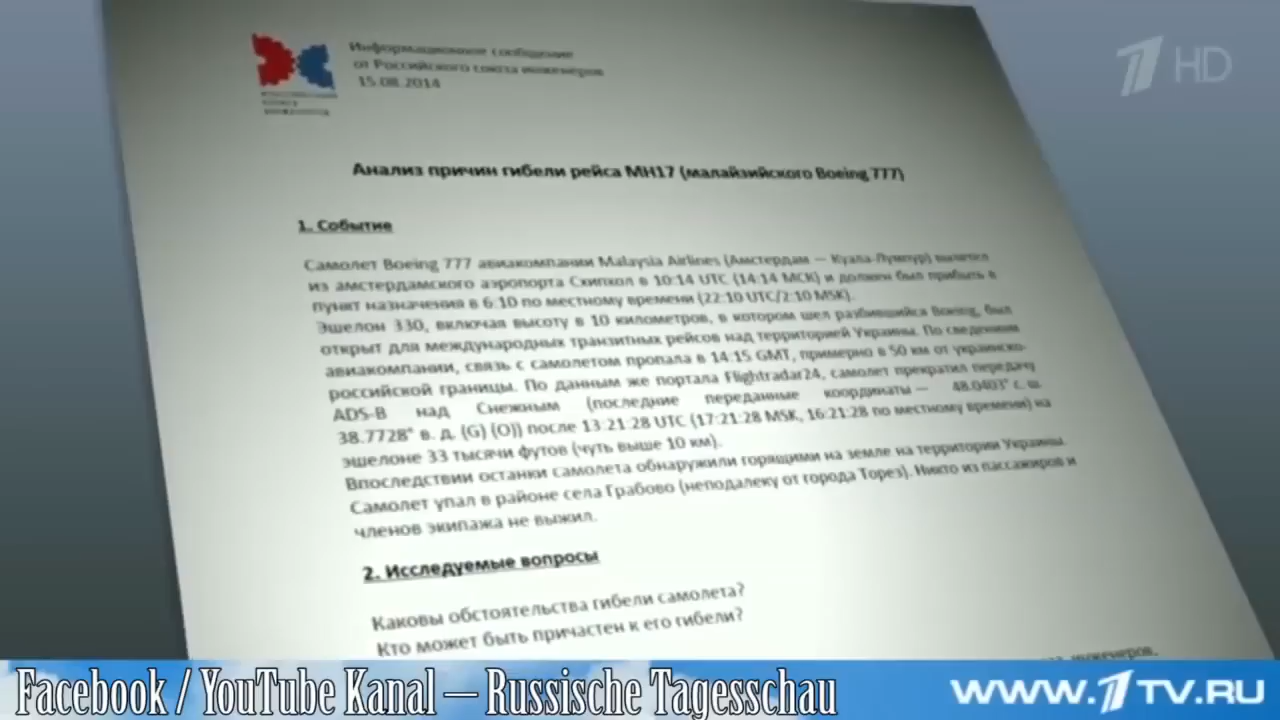 1 HD
Информационное сообщение
от Российского союза инженеров
15.08.2014
Анализ причин гибели рейса MH17 (малайзийского Boeing 777)
1. Событие
Самолет Boeing 777 авиакомпании Malaysia Airlines (Амстердам — Куала-Лумпур) вылетел
из амстердамского аэропорта Схипхол в 10:14 UTC (14:14 МСК) и должен был прибыть в
пункт назначения в 6:10 по местному времени (22:10 UTC/2:10 MSK).
Эшелон 330, включая высоту в 10 километров, в котором шел разбившийся Boeing, был
открыт для международных транзитных рейсов над территорией Украины. По сведениям
авиакомпании, связь с самолетом пропала в 14:15 GMT, примерно в 50 км от украинско-
российской границы. По данным же портала Flightradar24, самолет прекратил передачу
ADS-B над Снежным (последние переданные координаты — 48.0403° с. ш.
38.7728° в. д. (G) (O)) после 13:21:28 UTC (17:21:28 MSK, 16:21:28 по местному времени) на
эшелоне 33 тысячи футов (чуть выше 10 км).
Впоследствии останки самолета обнаружили горящими на земле на территории Украины.
Самолет упал в районе села Грабово (неподалеку от города Торез). Никто из пассажиров и
членов экипажа не выжил.
2. Исследуемые вопросы
Каковы обстоятельства гибели самолета?
Кто может быть причастен к его гибели?
инженеров,
Facebook / YouTube Kanal — Russische Tagesschau
www.1TV.RU